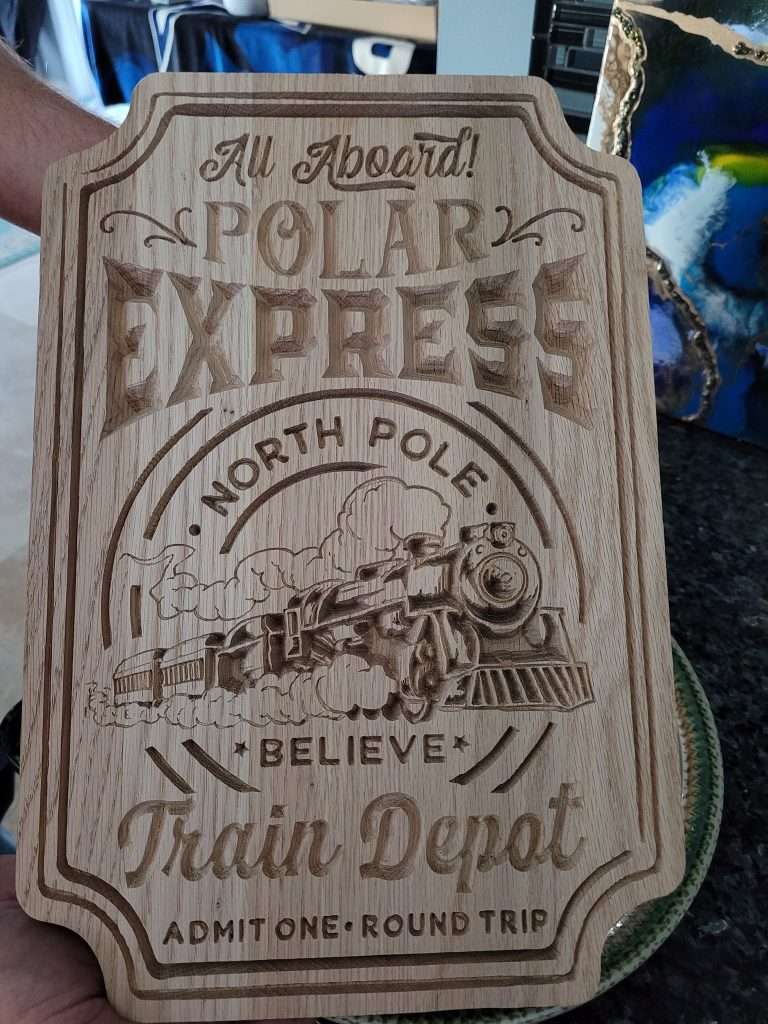 All Aboard!
POLAR
EXPRESS
NORTH POLE
BELIEVE
Train Depot
ADMIT ONE • ROUND TRIP